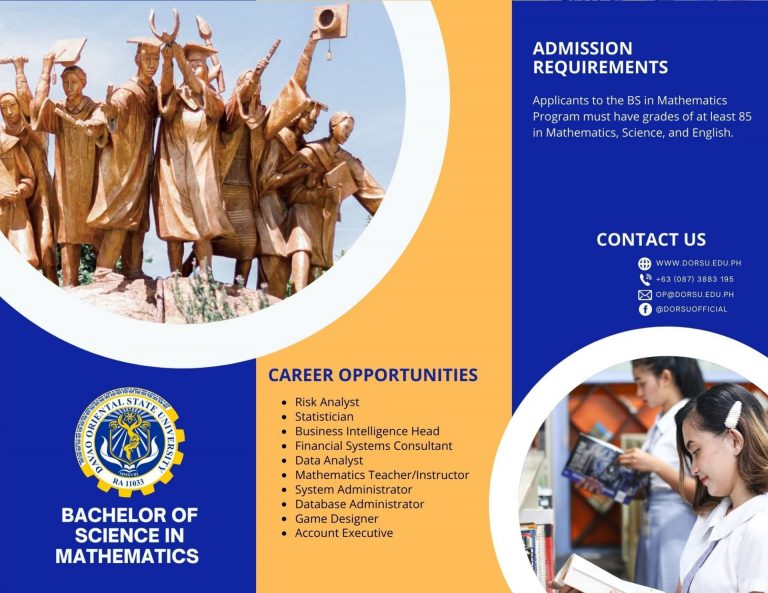 DAVAO ORIENTAL STATE UNIVERSITY
RA 11033
BACHELOR OF
SCIENCE IN
MATHEMATICS
CAREER OPPORTUNITIES
• Risk Analyst
• Statistician
• Business Intelligence Head
• Financial Systems Consultant
• Data Analyst
• Mathematics Teacher/Instructor
• System Administrator
• Database Administrator
• Game Designer
• Account Executive
ADMISSION
REQUIREMENTS
Applicants to the BS in Mathematics
Program must have grades of at least 85
in Mathematics, Science, and English.
CONTACT US
WWW.DORSU.EDU.PH
+63 (087) 3883 195
OP@DORSU.EDU.PH
@DORSUOFFICIAL